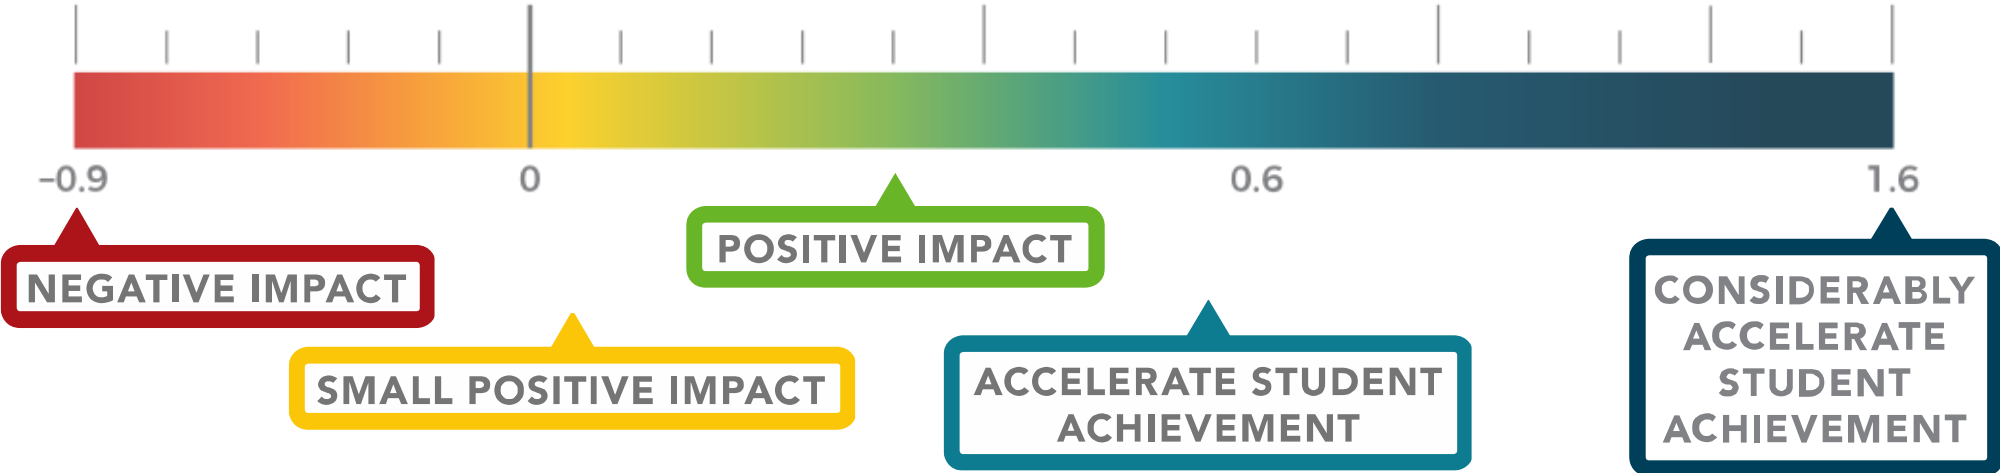 -0.9
0
0.6
1.6
NEGATIVE IMPACT
SMALL POSITIVE IMPACT
POSITIVE IMPACT
ACCELERATE STUDENT
ACHIEVEMENT
CONSIDERABLY
ACCELERATE
STUDENT
ACHIEVEMENT